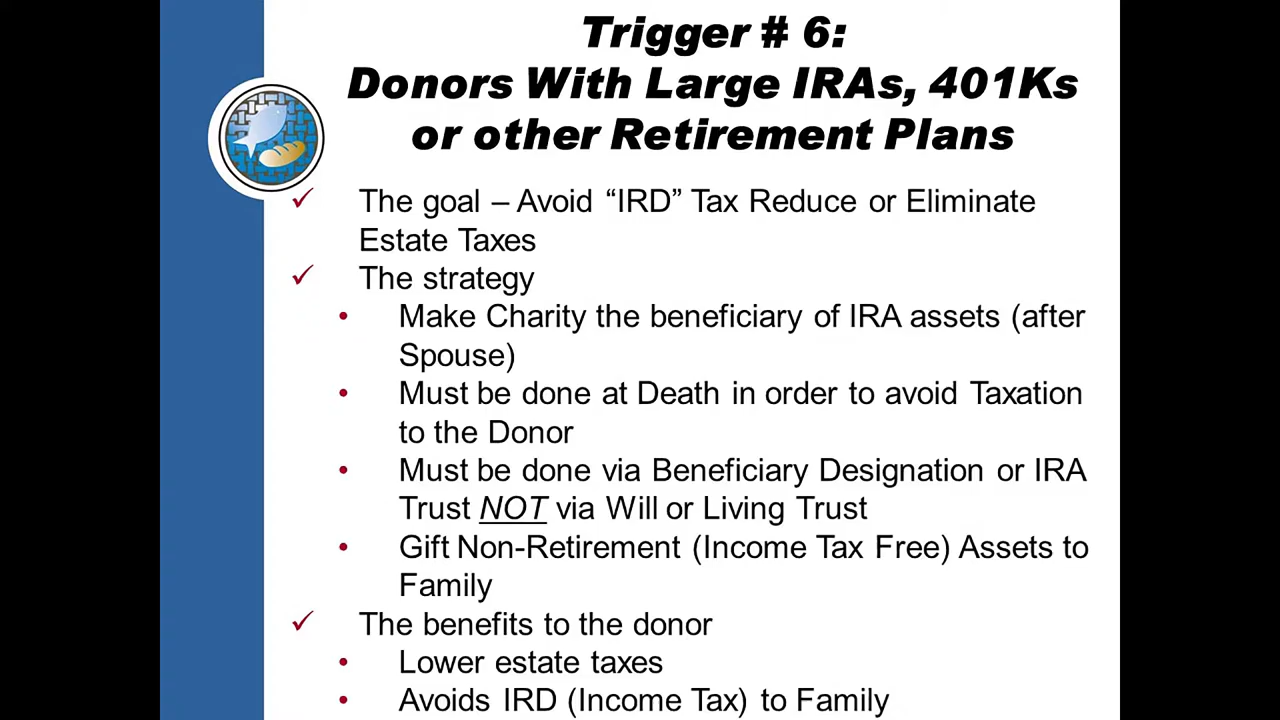 Trigger # 6:
Donors With Large IRAs, 401Ks
or other Retirement Plans
✓ The goal – Avoid “IRD” Tax Reduce or Eliminate
Estate Taxes
✓ The strategy
• Make Charity the beneficiary of IRA assets (after
Spouse)
• Must be done at Death in order to avoid Taxation
to the Donor
• Must be done via Beneficiary Designation or IRA
Trust NOT via Will or Living Trust
• Gift Non-Retirement (Income Tax Free) Assets to
Family
✓ The benefits to the donor
• Lower estate taxes
• Avoids IRD (Income Tax) to Family